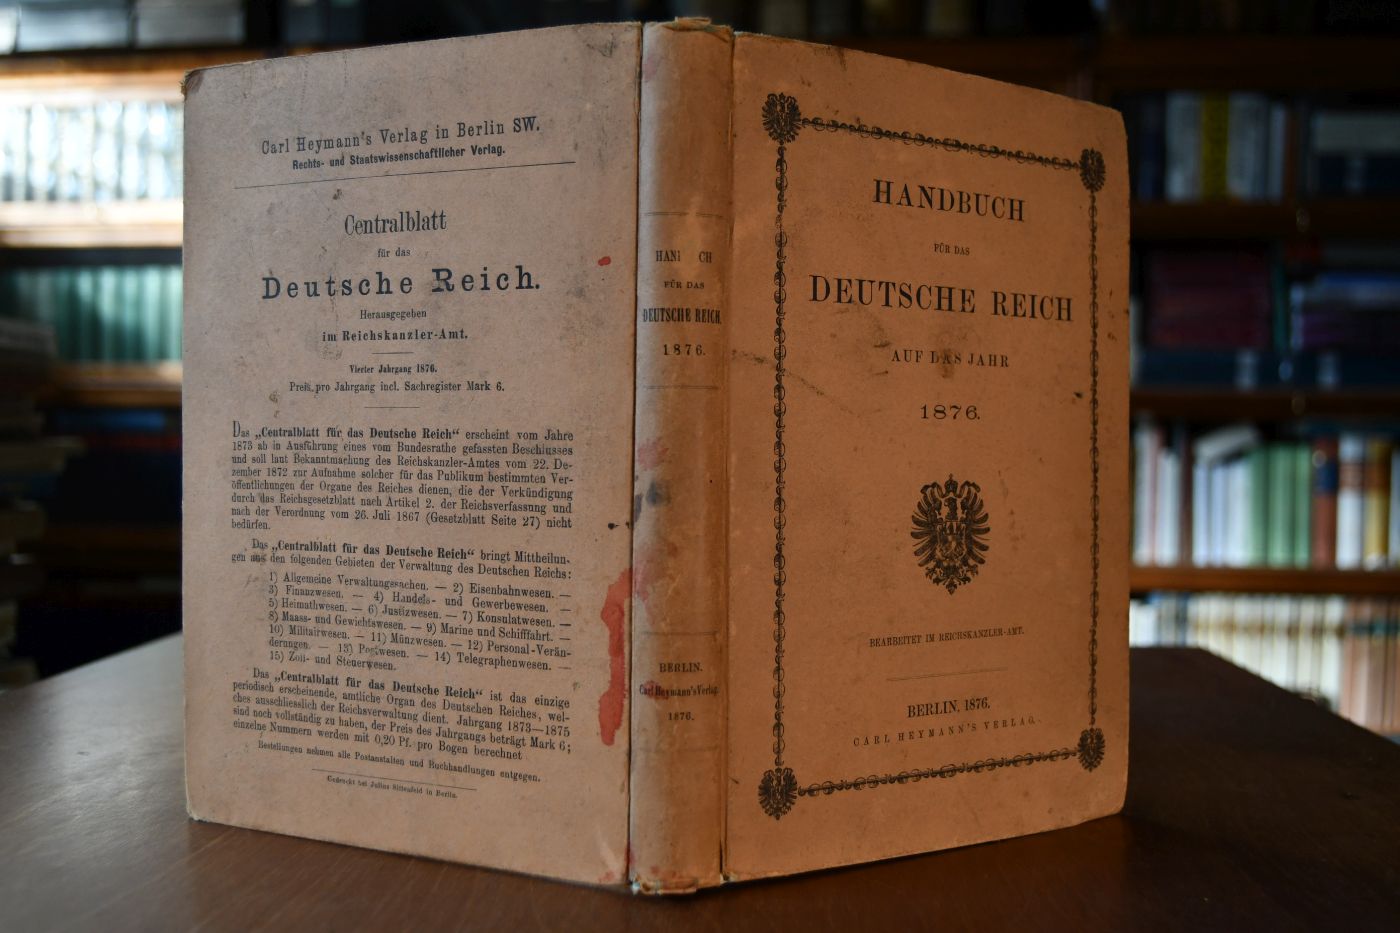 Carl Heymann's Verlag in Berlin SW.
Rechts- und Staatswissenschaftlicher Verlag.
Centralblatt
für das
Deutsche Reich.
Herausgegeben
im Reichskanzler-Amt.
Vierter Jahrgang 1876.
Preis pro Jahrgang incl. Sachregister Mark 6.
Das „Centralblatt für das Deutsche Reich“ erscheint vom Jahre
1873 ab in Ausführung eines vom Bundesrathe gefassten Beschlusses
und soll laut Bekanntmachung des Reichskanzler-Amtes vom 22. De-
zember 1872 zur Aufnahme solcher für das Publikum bestimmten Ver-
öffentlichungen der Organe des Reiches dienen, die der Verkündigung
durch das Reichsgesetzblatt nach Artikel 2. der Reichsverfassung und
nach der Verordnung vom 26. Juli 1867 (Gesetzblatt Seite 27) nicht
bedürfen.
Das „Centralblatt für das Deutsche Reich“ bringt Mittheilun-
gen aus den folgenden Gebieten der Verwaltung des Deutschen Reichs:
1) Allgemeine Verwaltungssachen. — 2) Eisenbahnwesen. —
3) Finanzwesen. — 4) Handels- und Gewerbewesen. —
5) Heimathwesen. — 6) Justizwesen. — 7) Konsulatwesen. —
8) Maass- und Gewichtswesen. — 9) Marine und Schifffahrt. —
10) Militairwesen. — 11) Münzwesen. — 12) Personal-Verän-
derungen. — 13) Postwesen. — 14) Telegraphenwesen. —
15) Zoll- und Steuerwesen.
Das „Centralblatt für das Deutsche Reich“ ist das einzige
periodisch erscheinende, amtliche Organ des Deutschen Reiches, wel-
ches ausschliesslich der Reichsverwaltung dient. Jahrgang 1873—1875
sind noch vollständig zu haben, der Preis des Jahrgangs beträgt Mark 6;
einzelne Nummern werden mit 0,20 Pf. pro Bogen berechnet
Bestellungen nehmen alle Postanstalten und Buchhandlungen entgegen.
Gedruckt bei Julius Sittenfeld in Berlin.
HAND CH
FÜR DAS
DEUTSCHE REICH.
1876.
BERLIN.
Carl Heymann's Verlag.
1876.
HANDBUCH
FÜR DAS
DEUTSCHE REICH
AUF DAS JAHR
1876.
BEARBEITET IM REICHSKANZLER-AMT.
BERLIN, 1876.
CARL HEYMANN'S VERLAG.